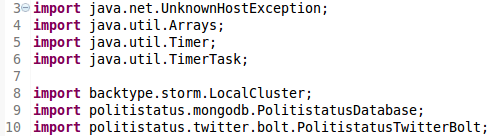 3 import java.net.UnknownHostException;
4 import java.util.Arrays;
5 import java.util.Timer;
6 import java.util.TimerTask;
7
8 import backtype.storm.LocalCluster;
9 import politistatus.mongodb.PolitistatusDatabase;
10 import politistatus.twitter.bolt.PolitistatusTwitterBolt;